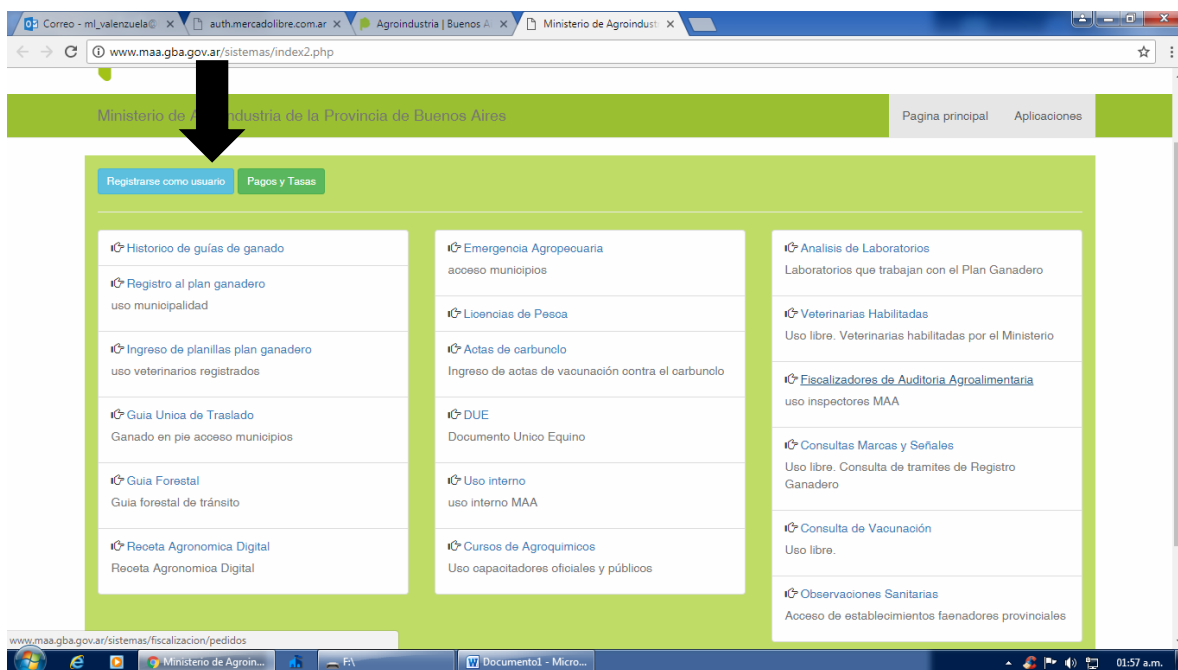 Correo - ml_valenzuela@
auth.mercadolibre.com.ar
Agroindustria | Buenos A
Ministerio de Agroindust
www.maa.gba.gov.ar/sistemas/index2.php
Ministerio de A ndustria de la Provincia de Buenos Aires
Pagina principal
Aplicaciones
Registrarse como usuario
Pagos y Tasas
Historico de guías de ganado
Registro al plan ganadero
uso municipalidad
Ingreso de planillas plan ganadero
uso veterinarios registrados
Guia Unica de Traslado
Ganado en pie acceso municipios
Guia Forestal
Guia forestal de tránsito
Receta Agronomica Digital
Receta Agronomica Digital
Emergencia Agropecuaria
acceso municipios
Licencias de Pesca
Actas de carbunclo
Ingreso de actas de vacunación contra el carbunclo
DUE
Documento Unico Equino
Uso interno
uso interno MAA
Cursos de Agroquimicos
Uso capacitadores oficiales y públicos
Analisis de Laboratorios
Laboratorios que trabajan con el Plan Ganadero
Veterinarias Habilitadas
Uso libre. Veterinarias habilitadas por el Ministerio
Fiscalizadores de Auditoria Agroalimentaria
uso inspectores MAA
Consultas Marcas y Señales
Uso libre. Consulta de tramites de Registro
Ganadero
Consulta de Vacunación
Uso libre.
Observaciones Sanitarias
Acceso de establecimientos faenadores provinciales
www.maa.gba.gov.ar/sistemas/fiscalizacion/pedidos
Ministerio de Agroin...
F:\
Documento1 - Micro...
01:57 a.m.